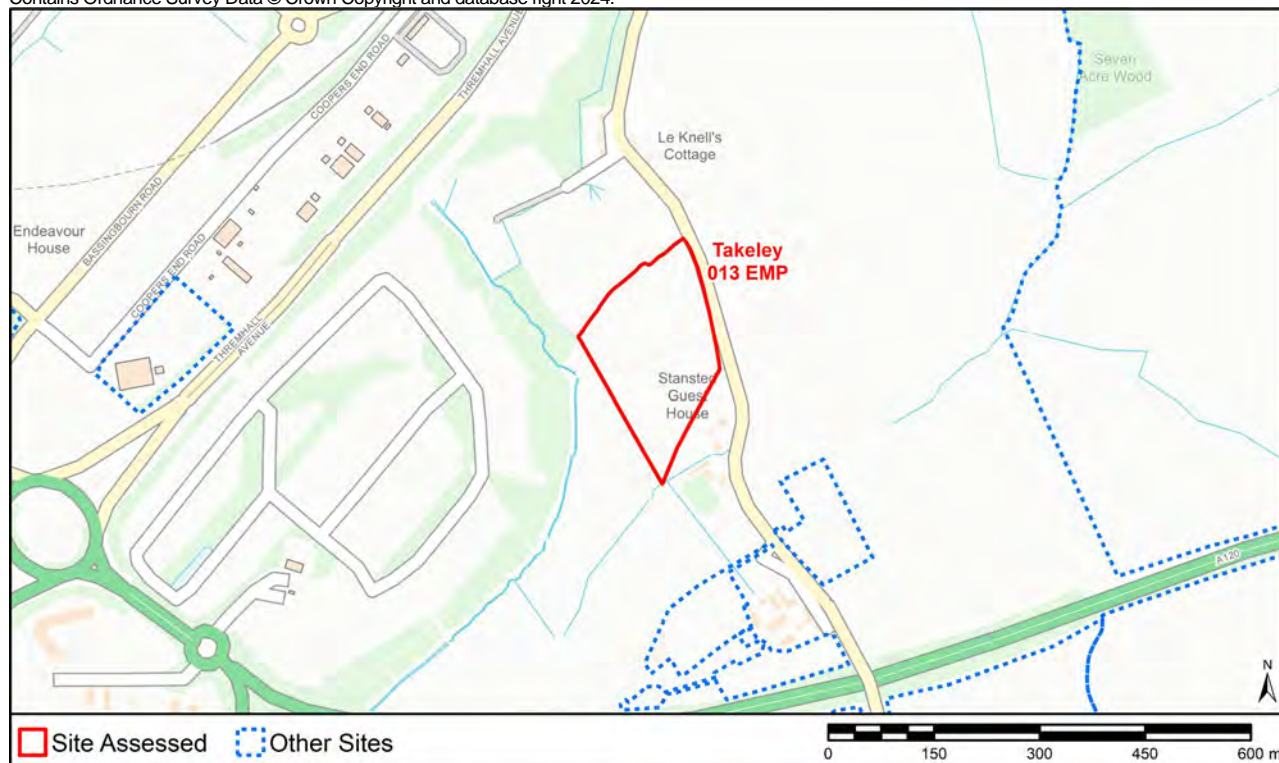 Contains Ordnance Survey Data © Crown Copyright and database right 2024.
COOPERS END ROAD
THREMHALL AVENUE
Seven
Acre Wood
Le Knell's
Cottage
BASSINGBOURN ROAD
Endeavour
House
COOPERS END ROAD
THREMHALL
AVENUE
Takeley
013 EMP
Stansted
Guest
House
A120
N
Site Assessed
Other Sites
0
150
300
450
600 m